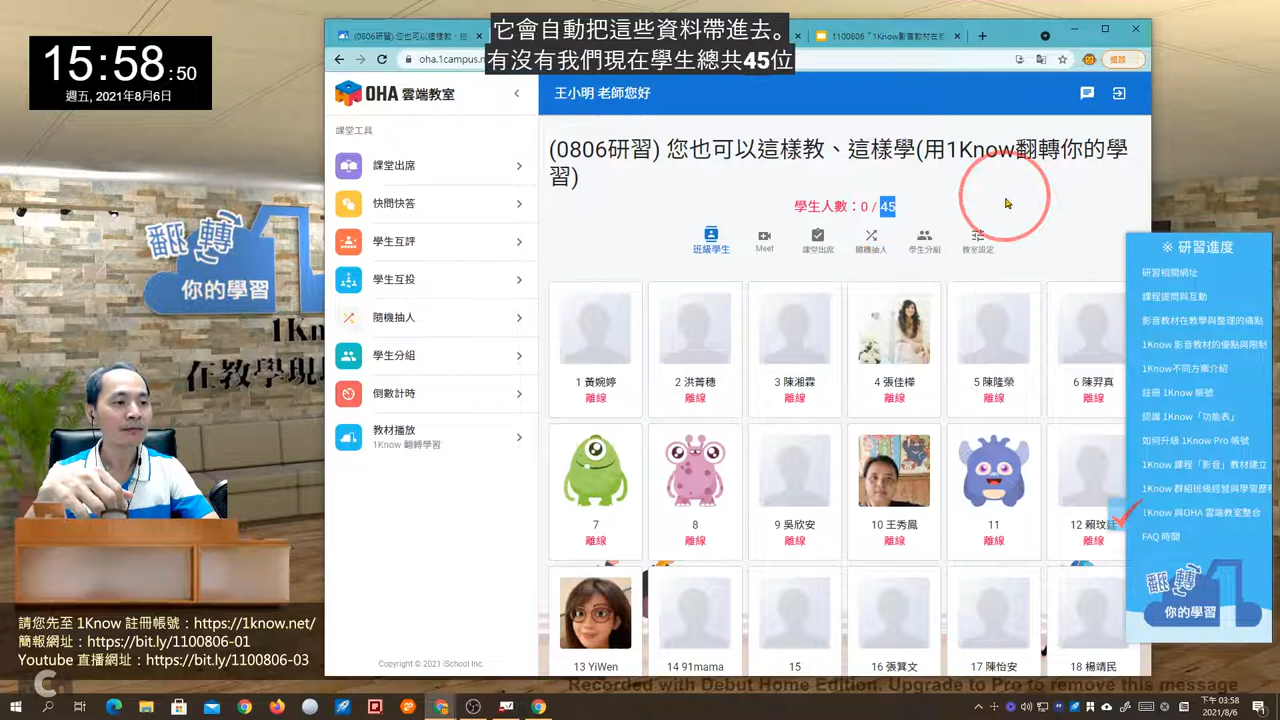 它會自動把這些資料帶進去。
有沒有我們現在學生總共45位
15:58:50
週五, 2021年8月6日
(0806研習) 您也可以這樣教、
1100806「1Know影音教材在教
oha.1campus.n
OHA 雲端教室
王小明 老師您好
課堂工具
課堂出席
快問快答
學生互評
學生互投
隨機抽人
學生分組
倒數計時
教材播放
1Know 翻轉學習
Copyright © 2021 iSchool Inc.
(0806研習) 您也可以這樣教、這樣學(用1Know翻轉你的學
習)
學生人數：0 / 45
班級學生
Meet
課堂出席
隨機抽人
學生分組
教室設定
1 黃婉婷
離線
2 洪菁穗
離線
3 陳湘霖
離線
4 張佳樺
離線
5 陳隆榮
離線
6 陳羿真
離線
7
離線
8
離線
9 吳欣安
離線
10 王秀鳳
離線
11
離線
12 賴玟廷
離線
13 YiWen
14 91mama
15
16 張箕文
17 陳怡安
18 楊靖民
※ 研習進度
研習相關網址
課程提問與互動
影音教材在教學與整理的痛點
1Know 影音教材的優點與限制
1Know不同方案介紹
註冊 1Know 帳號
認識 1Know「功能表」
如何升級 1Know Pro 帳號
1Know 課程「影音」教材建立
1Know 群組班級經營與學習歷程
1Know 與OHA 雲端教室整合
FAQ 時間
翻轉
你的學習
翻轉
你的學習
1Kn
在教學現
請您先至 1Know 註冊帳號：https://1know.net/
簡報網址：https://bit.ly/1100806-01
Youtube 直播網址：https://bit.ly/1100806-03
Recorded with Debut Home Edition. Upgrade to Pro to remove this message
下午 03:58
2021/8/6